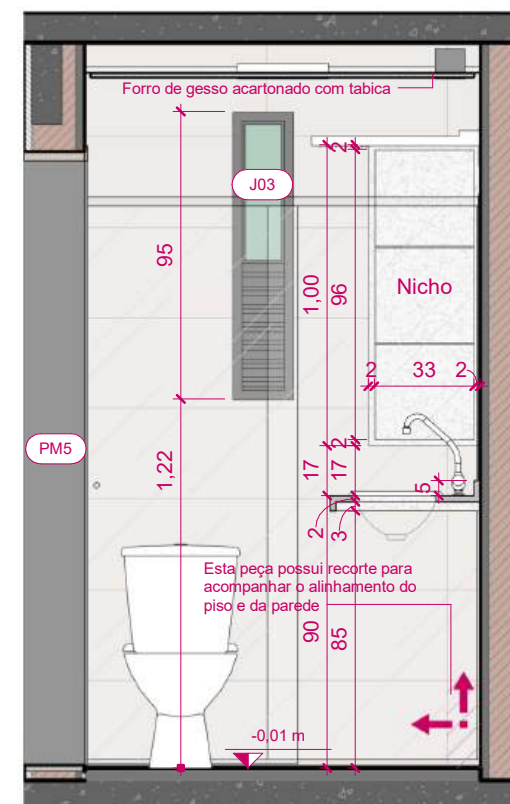 Forro de gesso acartonado com tabica
J03
2
95
1,00
96
Nicho
2
33
2
2
PM5
1,22
17
17
5
2
3
Esta peça possui recorte para
acompanhar o alinhamento do
piso e da parede
90
85
-0,01 m